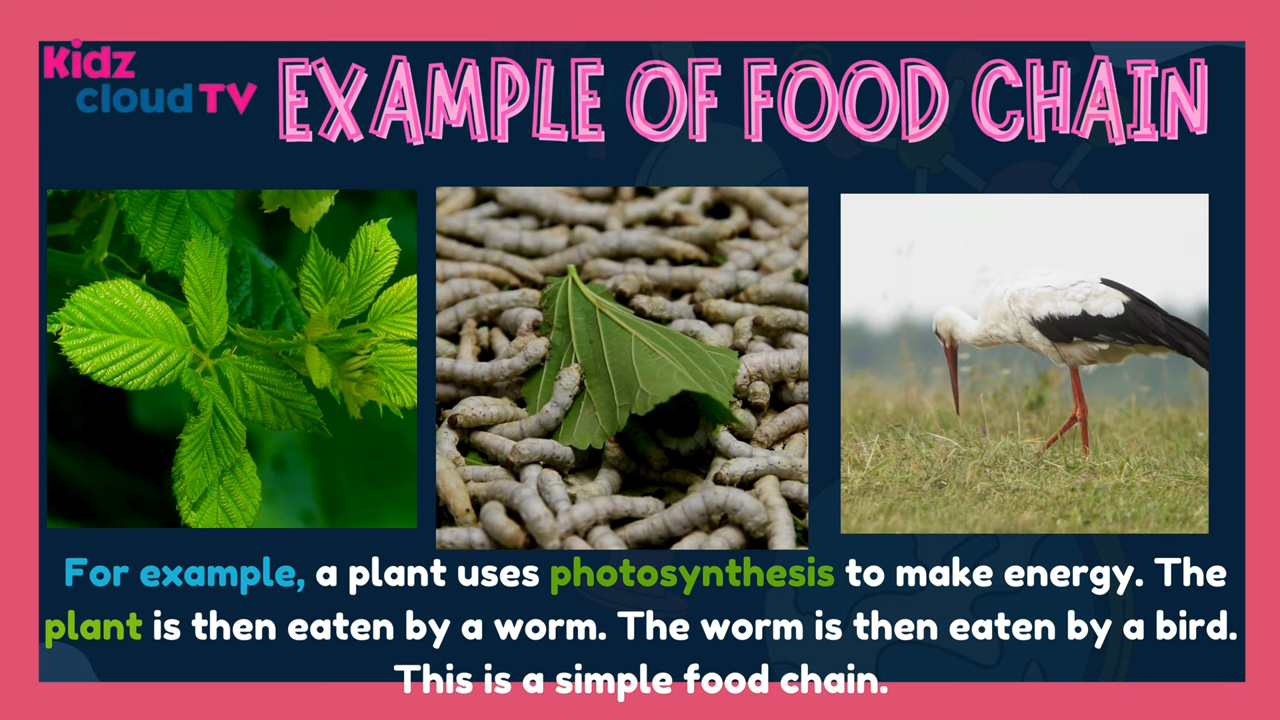 Kidz
cloud TV
EXAMPLE OF FOOD CHAIN
For example, a plant uses photosynthesis to make energy. The
plant is then eaten by a worm. The worm is then eaten by a bird.
This is a simple food chain.